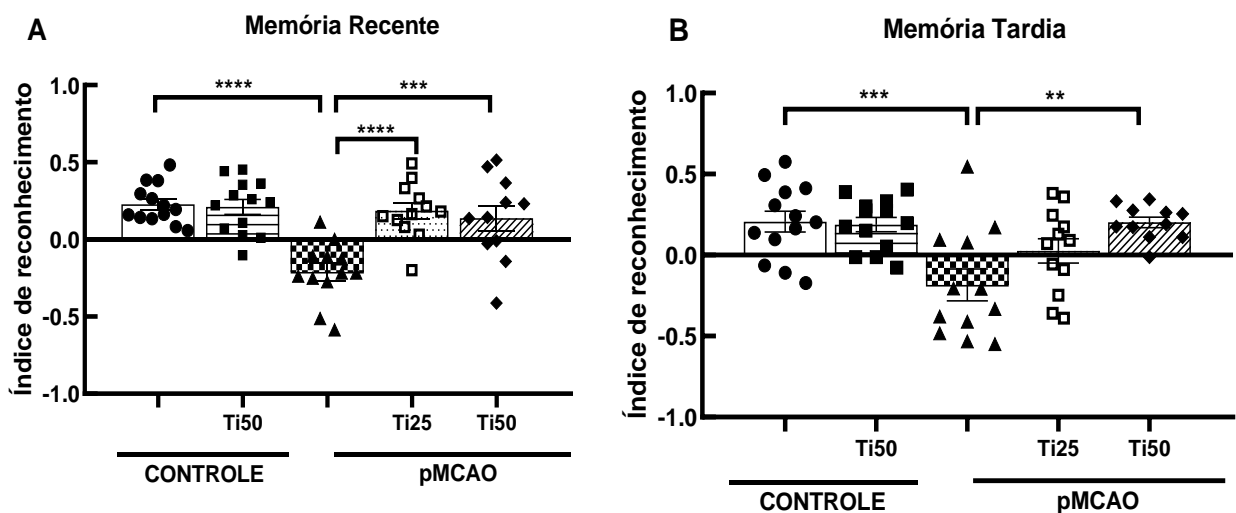 A
Memória Recente
****
***
****
Índice de reconhecimento
1.0
0.5
0.0
-0.5
-1.0
Ti50
Ti25
Ti50
CONTROLE
pMCAO
B
Memória Tardia
***
**
Índice de reconhecimento
1.0
0.5
0.0
-0.5
-1.0
Ti50
Ti25
Ti50
CONTROLE
pMCAO